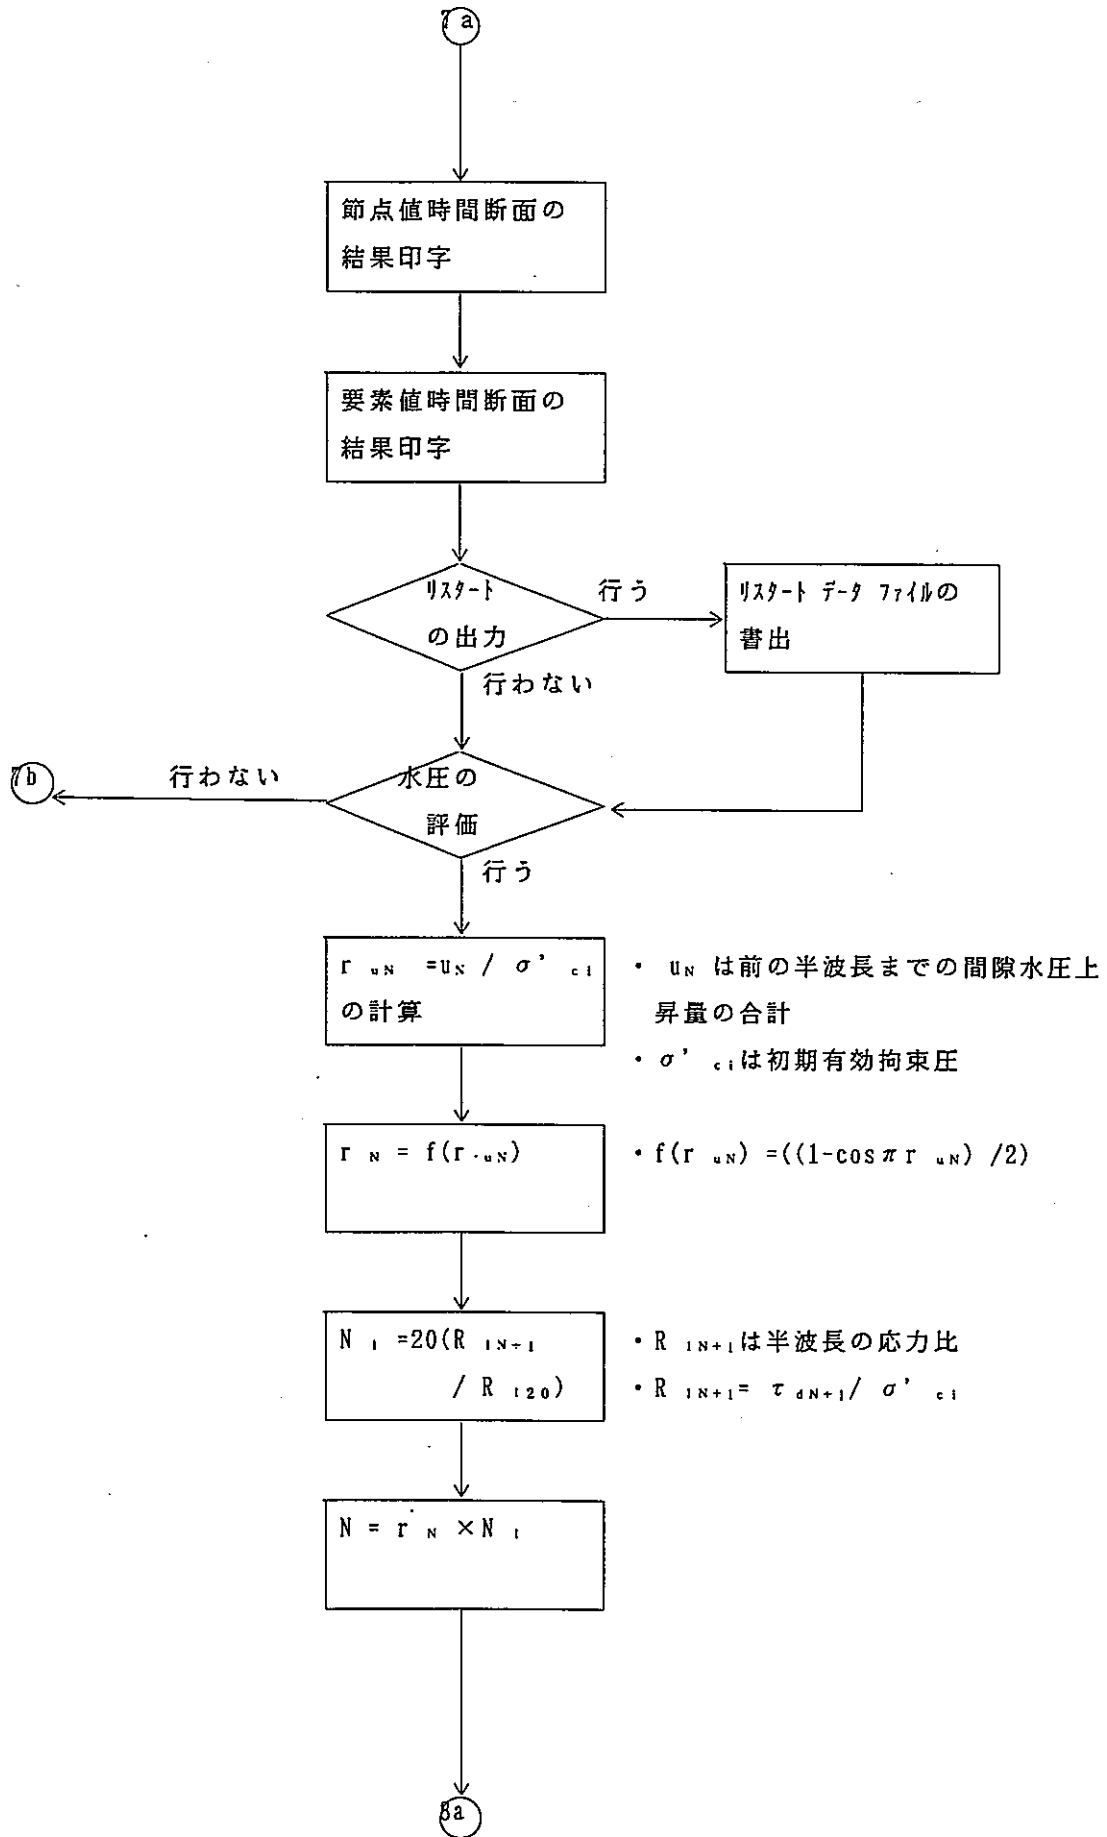 7a
節点値時間断面の
結果印字
要素値時間断面の
結果印字
リスタート
の出力
行う
リスタート データ ファイルの
書出
行わない
7b
行わない
水圧の
評価
行う
r uN =uN / σ' ci
の計算
・ uN は前の半波長までの間隙水圧上
昇量の合計
・σ' ciは初期有効拘束圧
r N = f(r uN)
・f(r uN) =((1-cosπr uN) /2)
N l =20(R lN+1
/ R l20)
・R lN+1は半波長の応力比
・R lN+1= τ dN+1/ σ' ci
N = r N ×N l
8a